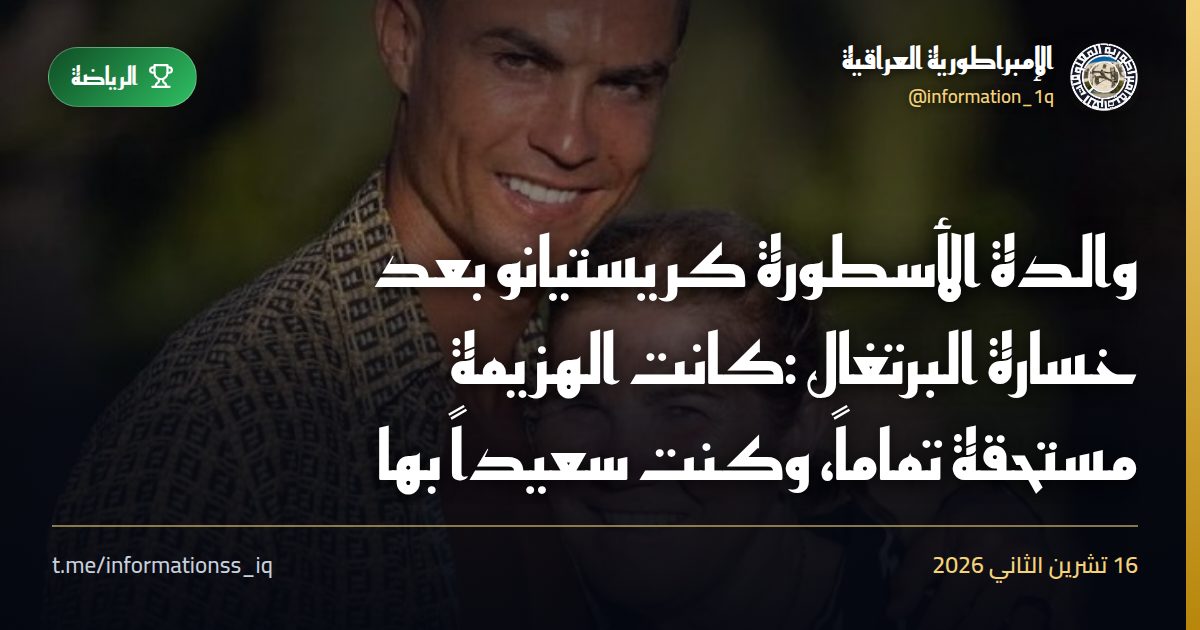 الإمبراطورية العراقية
@information_1q
الرياضة
والدة الأسطورة كريستيانو بعد
خسارة البرتغال :كانت الهزيمة
مستحقة تماماً، وكنت سعيداً بها
16 تشرين الثاني 2026
t.me/informationss_iq